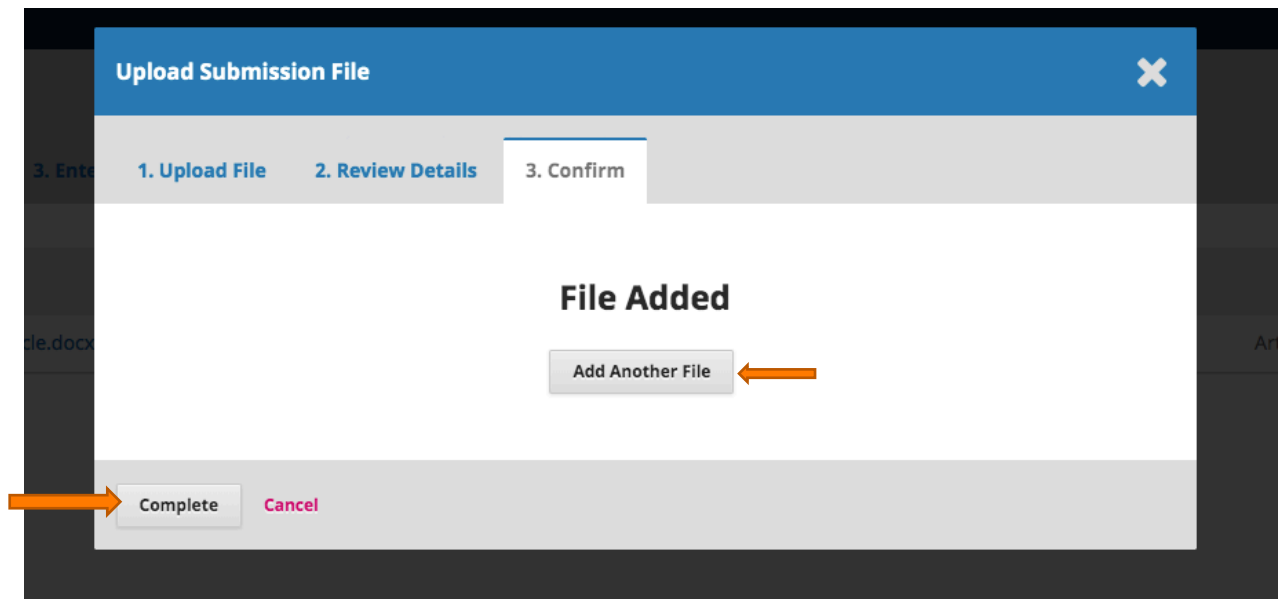 Upload Submission File
3. Ente
1. Upload File 2. Review Details 3. Confirm
File Added
cle.docx
Art
Add Another File
Complete Cancel